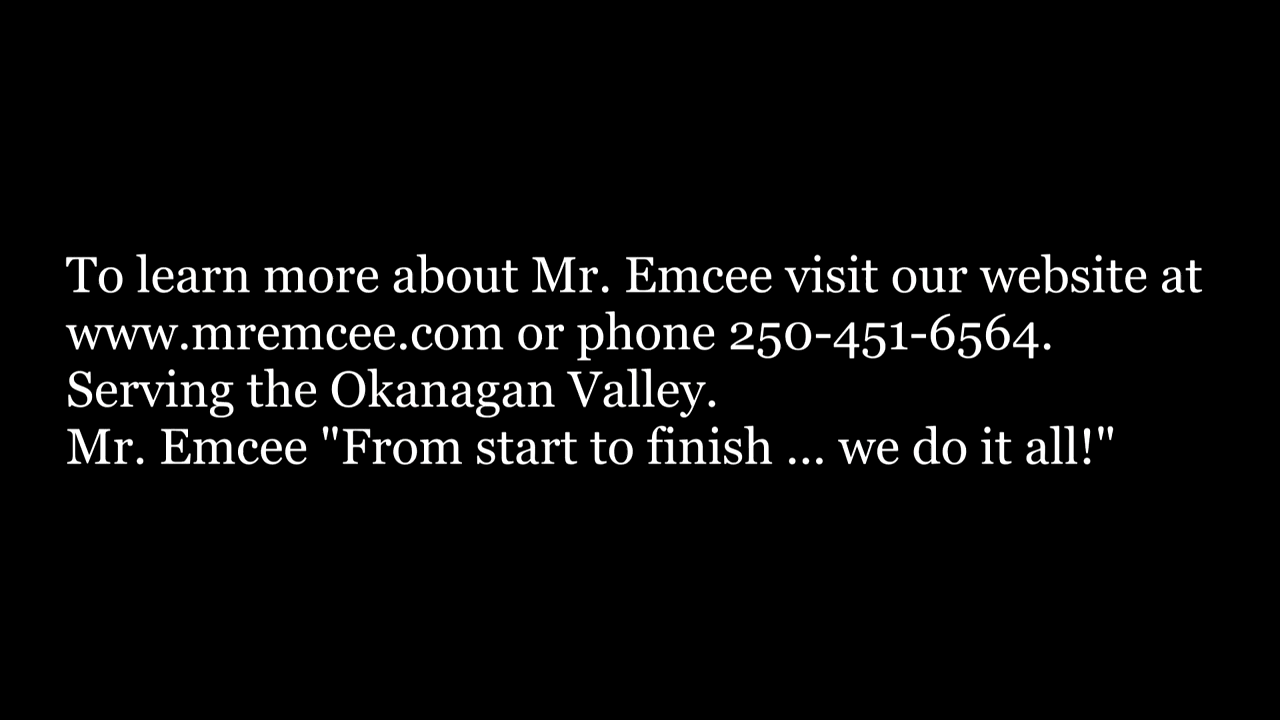 To learn more about Mr. Emcee visit our website at
www.mremcee.com or phone 250-451-6564.
Serving the Okanagan Valley.
Mr. Emcee "From start to finish ... we do it all!"